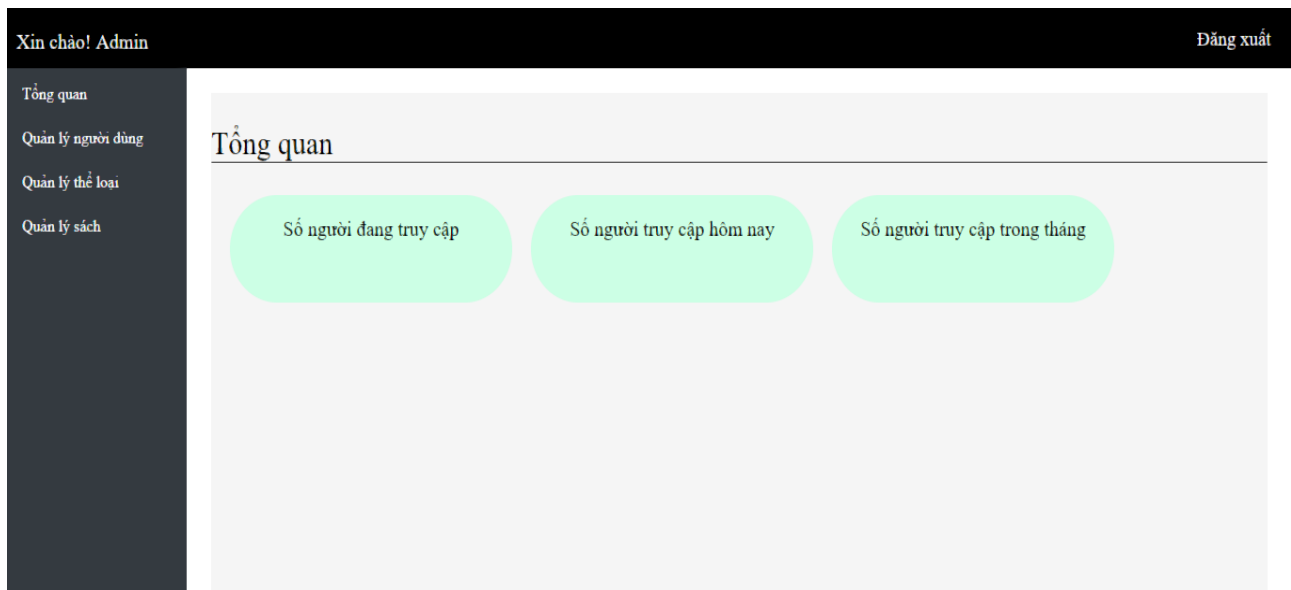 Xin chào! Admin
Đăng xuất
Tổng quan
Quản lý người dùng
Quản lý thể loại
Quản lý sách
Tổng quan
Số người đang truy cập
Số người truy cập hôm nay
Số người truy cập trong tháng